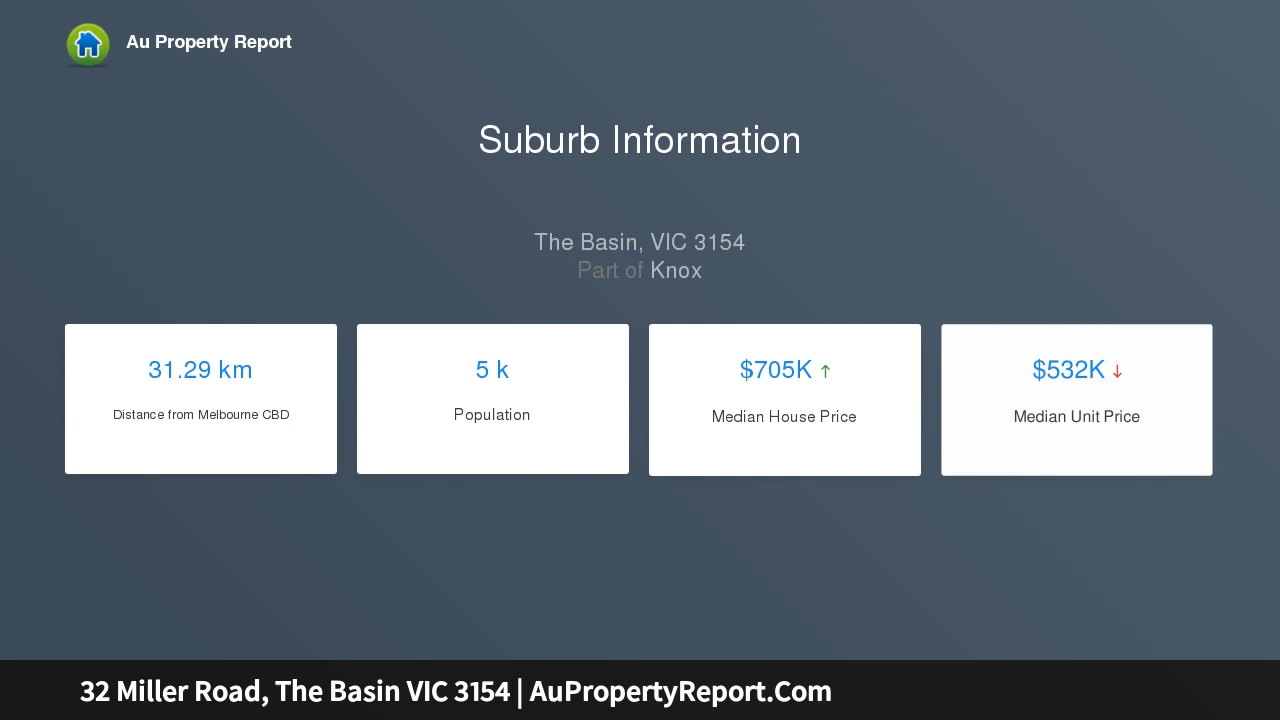 Au Property Report
Suburb Information
The Basin, VIC 3154
Part of Knox
31.29 km
Distance from Melbourne CBD
5 k
Population
$705K ↑
Median House Price
$532K ↓
Median Unit Price
32 Miller Road, The Basin VIC 3154 | AuPropertyReport.Com